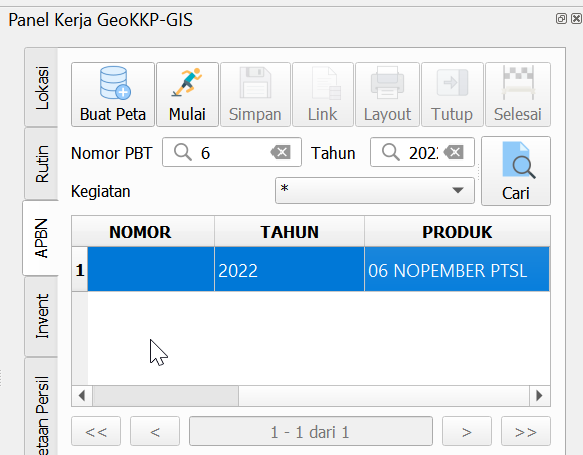 Panel Kerja GeoKKP-GIS
Lokasi
Rutin
APBN
Invent
etaan Persil
Buat Peta Mulai Simpan Link Layout Tutup Selesai
Nomor PBT 6 Tahun 202
Cari
Kegiatan *
NOMOR TAHUN PRODUK
1 2022 06 NOPEMBER PTSL
<< < 1 - 1 dari 1 > >>